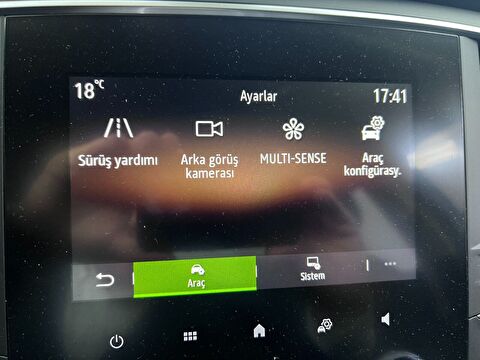 18°C
Ayarlar
17:41
Sürüş yardımı
Arka görüş
kamerası
MULTI-SENSE
Araç
konfigürasy.
Araç
Sistem